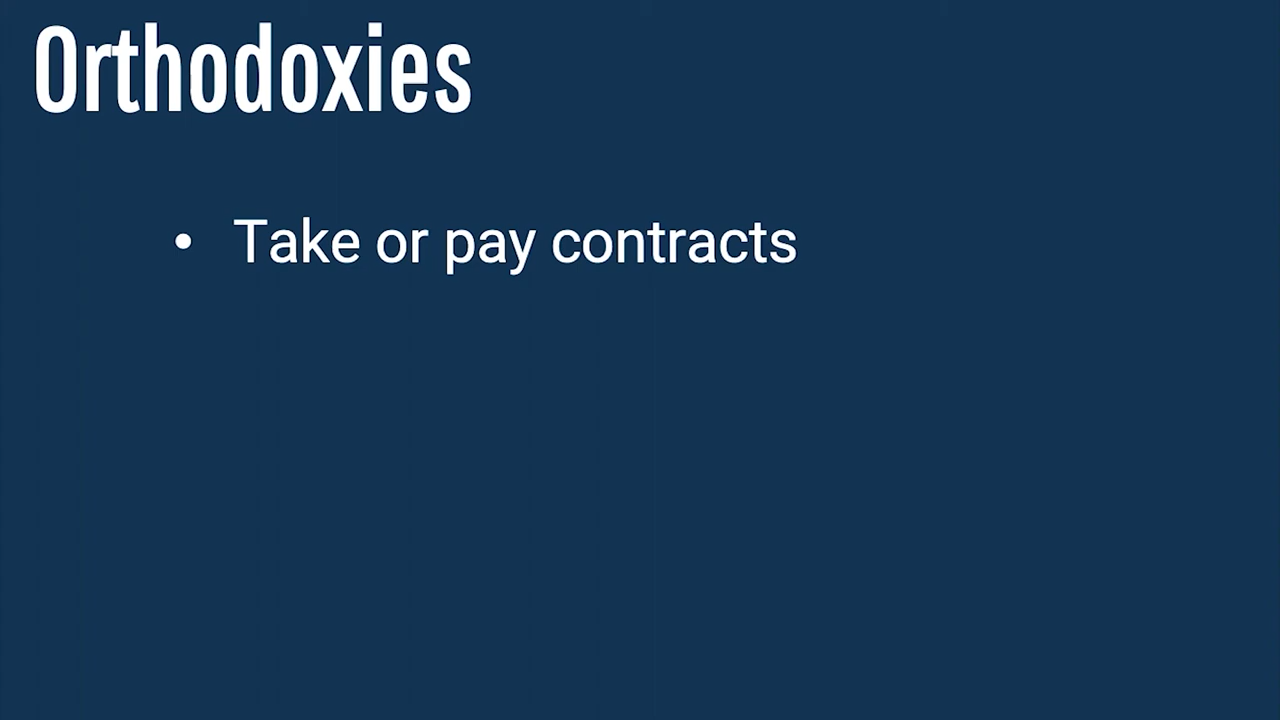 Orthodoxies
• Take or pay contracts